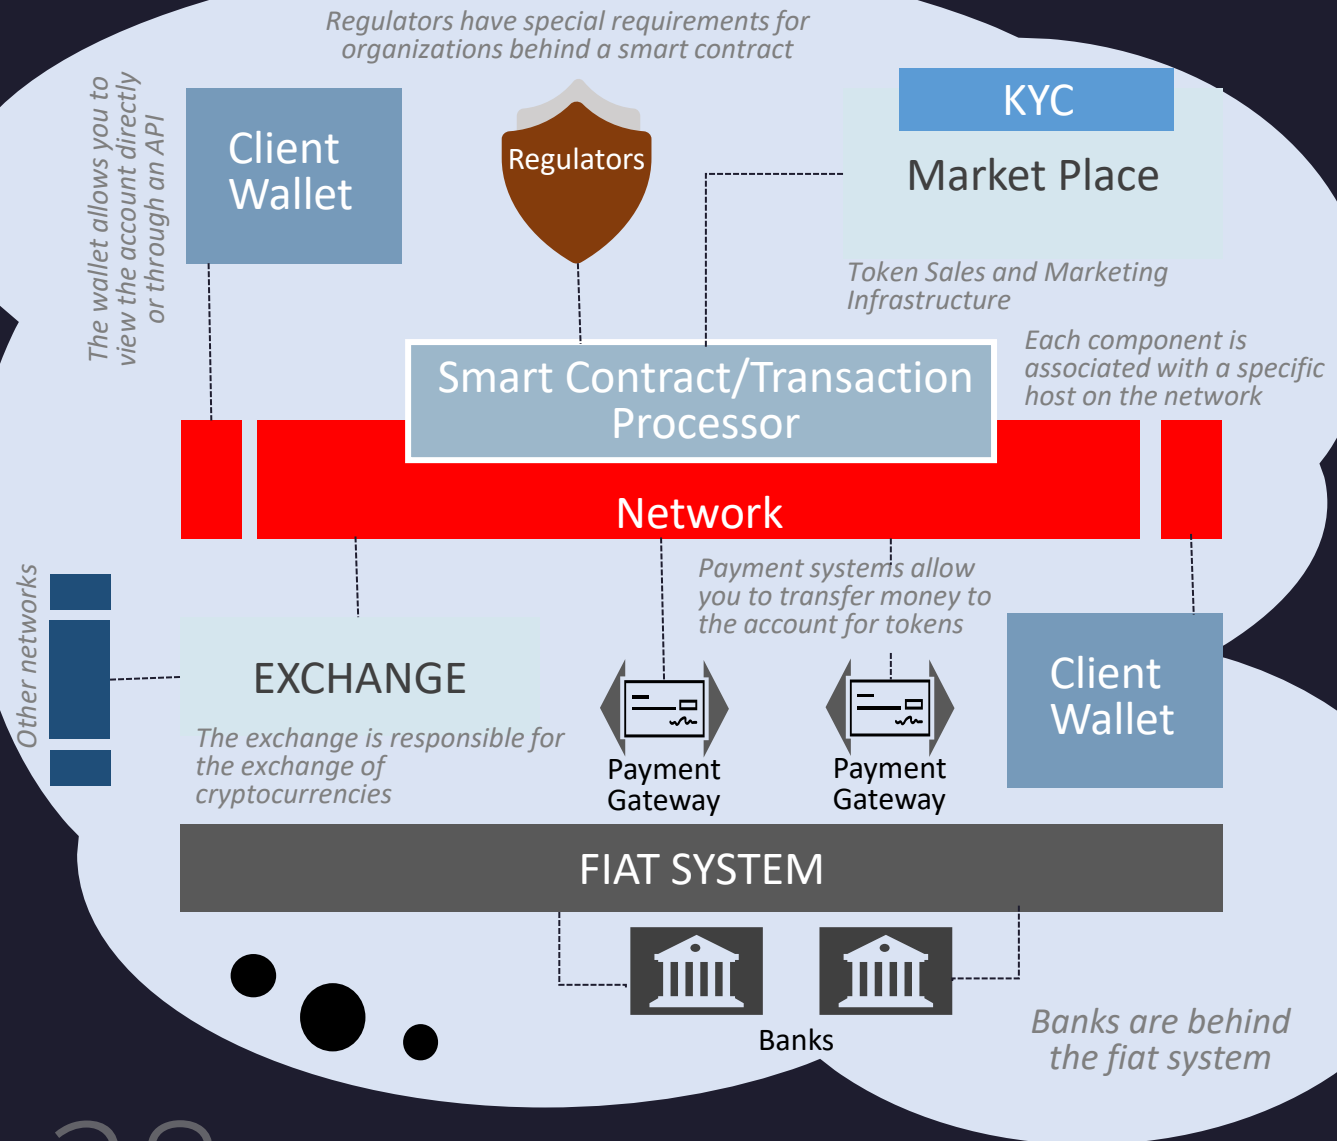 Regulators have special requirements for
organizations behind a smart contract
The wallet allows you to
view the account directly
or through an API
Client
Wallet
Regulators
KYC
Market Place
Token Sales and Marketing
Infrastructure
Each component is
associated with a specific
host on the network
Smart Contract/Transaction
Processor
Network
Other networks
Payment systems allow
you to transfer money to
the account for tokens
EXCHANGE
The exchange is responsible for
the exchange of
cryptocurrencies
Payment
Gateway
Payment
Gateway
Client
Wallet
FIAT SYSTEM
Banks
Banks are behind
the fiat system